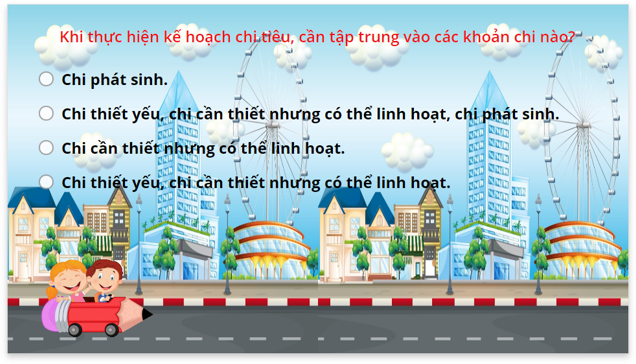 Khi thực hiện kế hoạch chi tiêu, cần tập trung vào các khoản chi nào?
Chi phát sinh.
Chi thiết yếu, chi cần thiết nhưng có thể linh hoạt, chi phát sinh.
Chi cần thiết nhưng có thể linh hoạt.
Chi thiết yếu, chi cần thiết nhưng có thể linh hoạt.